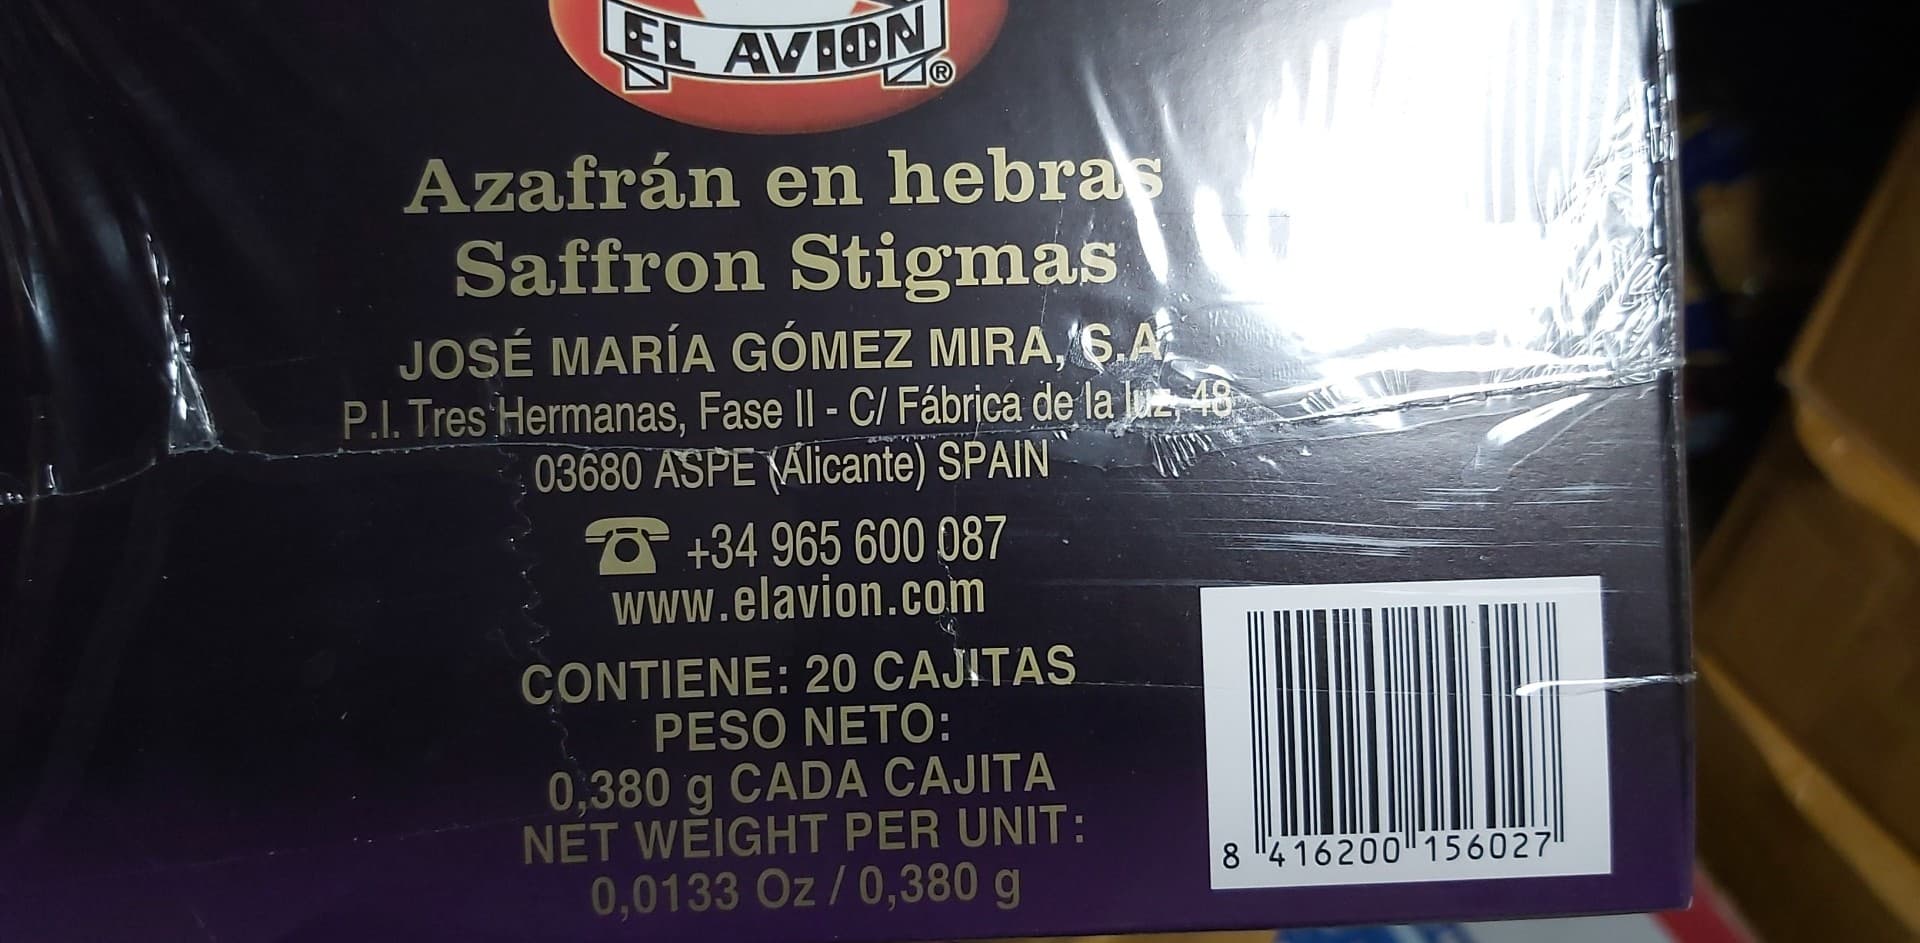 EL AVION
®
Azafrán en hebras
Saffron Stigmas
JOSÉ MARÍA GÓMEZ MIRA, S.A.
P.I. Tres Hermanas, Fase II - C/ Fábrica de la luz, 48
03680 ASPE (Alicante) SPAIN
+34 965 600 087
www.elavion.com
CONTIENE: 20 CAJITAS
PESO NETO:
0,380 g CADA CAJITA
NET WEIGHT PER UNIT:
0,0133 Oz / 0,380 g
8 416200 156027